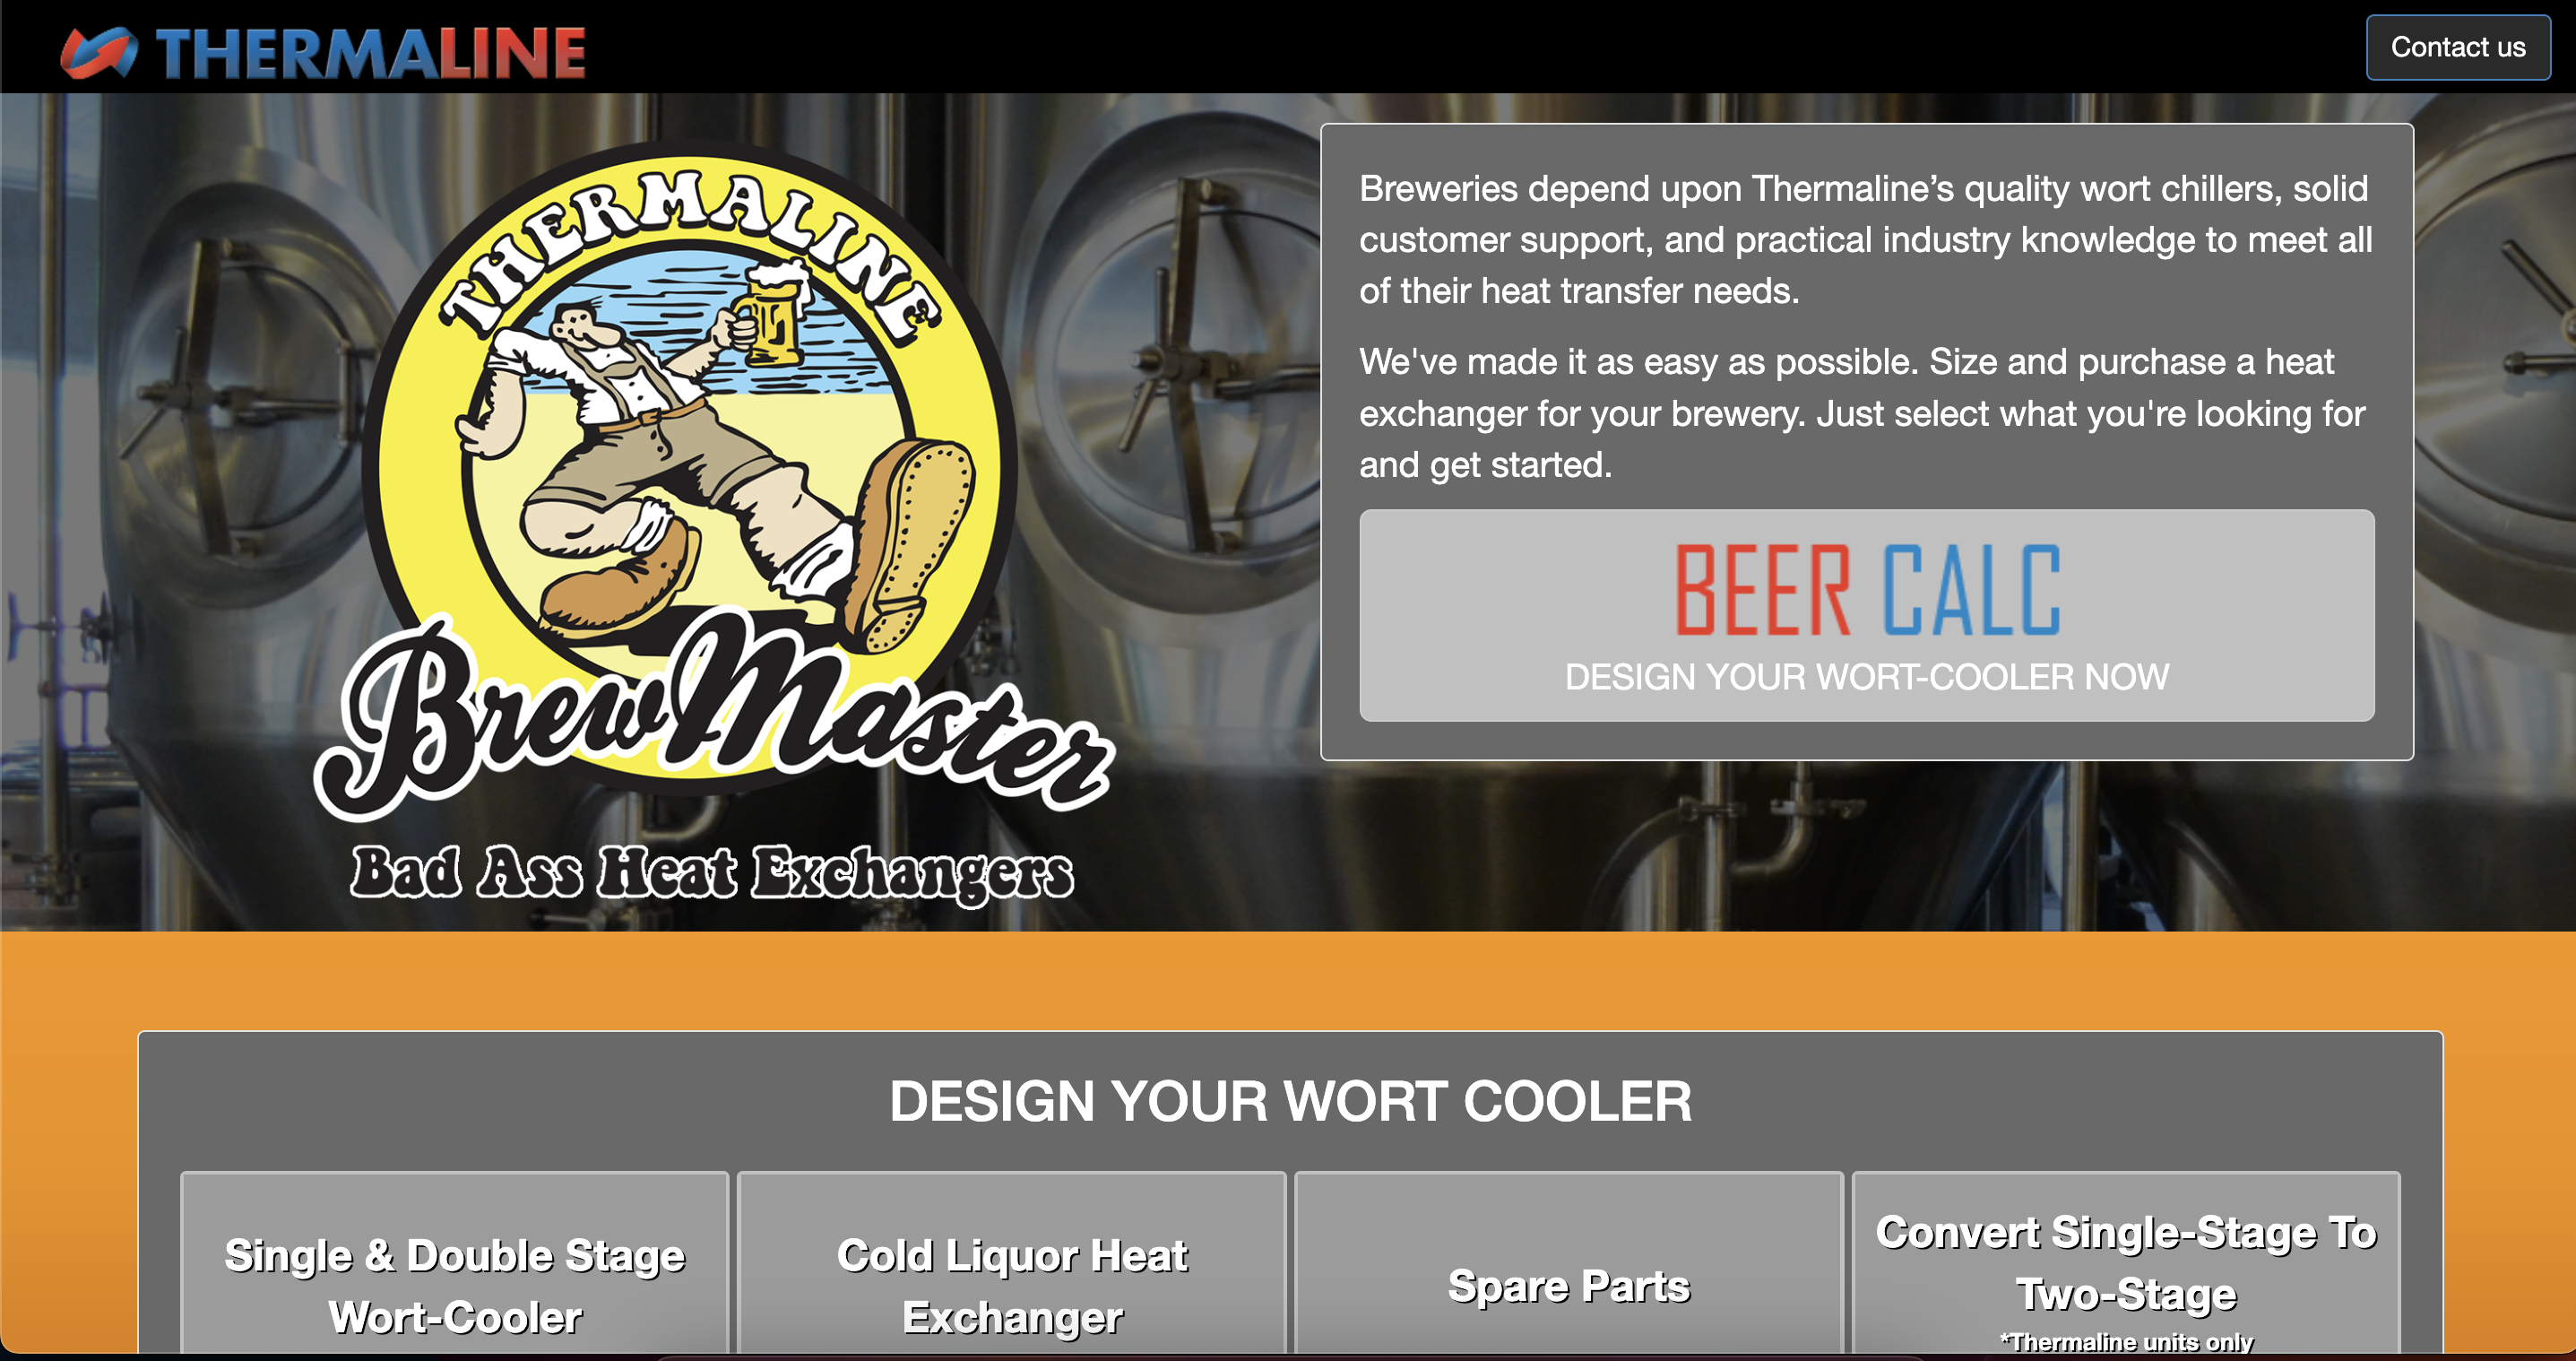 THERMALINE
Contact us
THERMALINE
BrewMaster
Bad Ass Heat Exchangers
Breweries depend upon Thermaline’s quality wort chillers, solid
customer support, and practical industry knowledge to meet all
of their heat transfer needs.
We've made it as easy as possible. Size and purchase a heat
exchanger for your brewery. Just select what you're looking for
and get started.
BEER CALC
DESIGN YOUR WORT-COOLER NOW
DESIGN YOUR WORT COOLER
Single & Double Stage
Wort-Cooler
Cold Liquor Heat
Exchanger
Spare Parts
Convert Single-Stage To
Two-Stage
*Thermaline units only